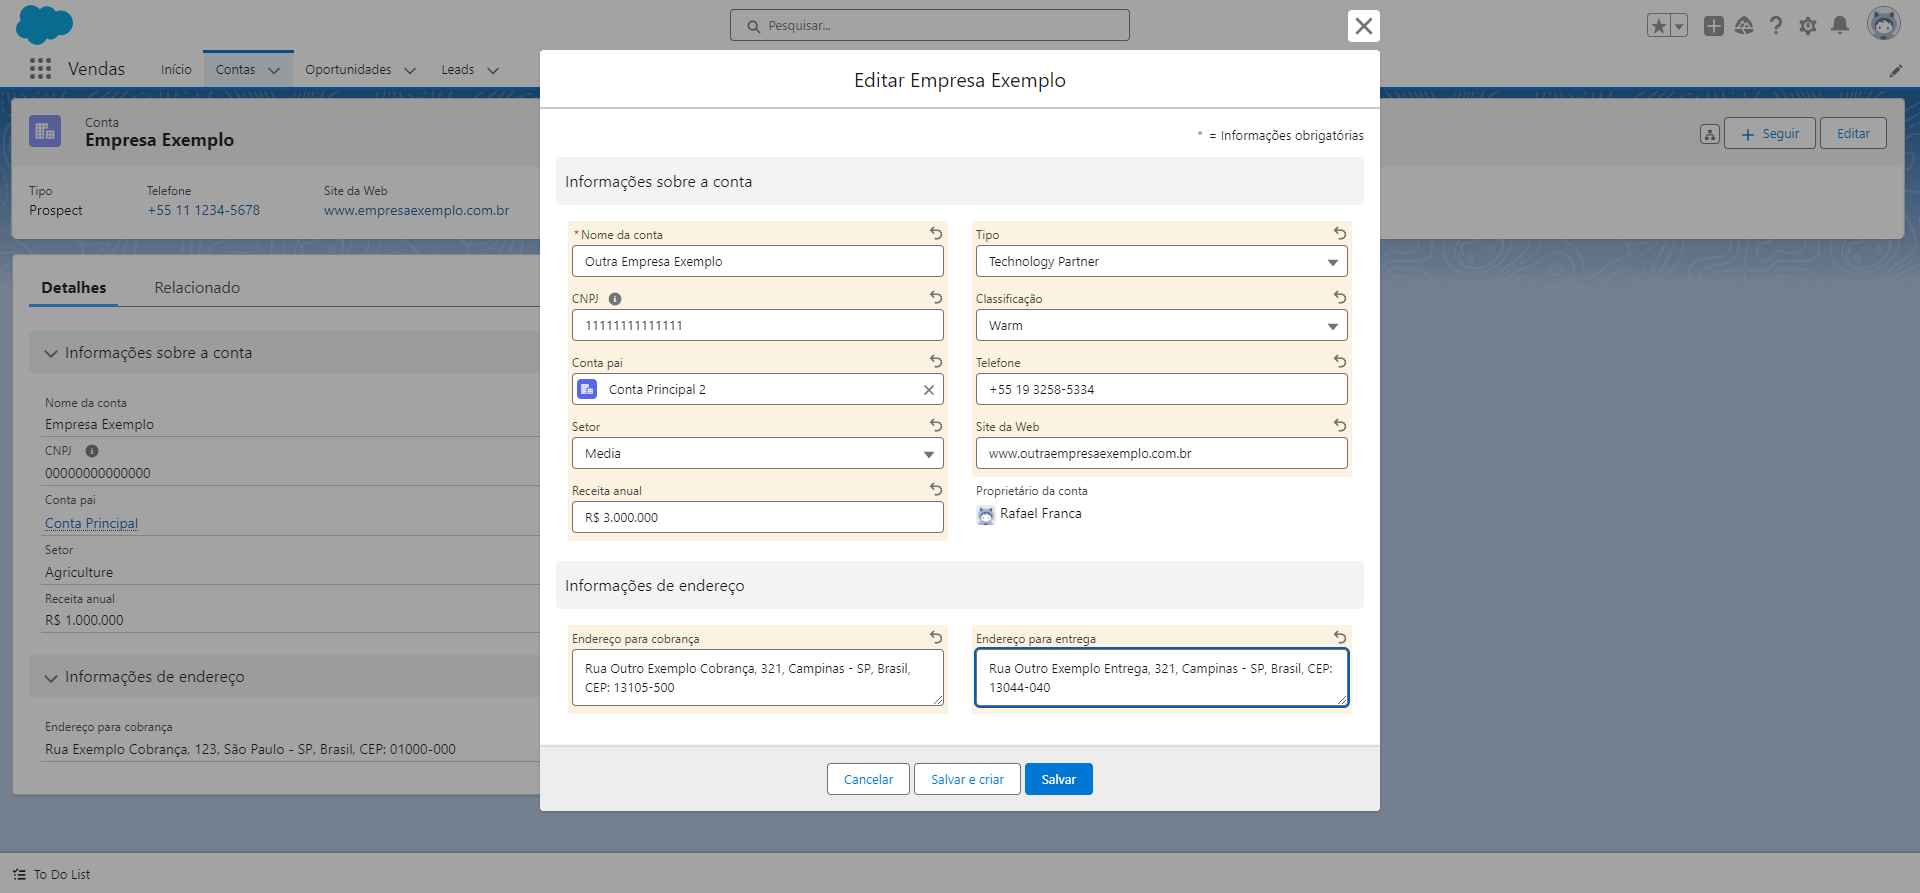 Pesquisar...
Vendas
Início
Contas
Oportunidades
Leads
Conta
Empresa Exemplo
Seguir
Editar
Tipo
Telefone
Site da Web
Prospect
+55 11 1234-5678
www.empresaexemplo.com.br
Detalhes
Relacionado
Informações sobre a conta
Nome da conta
Empresa Exemplo
CNPJ
00000000000000
Conta pai
Conta Principal
Setor
Agriculture
Receita anual
R$ 1.000.000
Informações de endereço
Endereço para cobrança
Rua Exemplo Cobrança, 123, São Paulo - SP, Brasil, CEP: 01000-000
Editar Empresa Exemplo
* = Informações obrigatórias
Informações sobre a conta
*Nome da conta
Outra Empresa Exemplo
Tipo
Technology Partner
CNPJ
11111111111111
Classificação
Warm
Conta pai
Conta Principal 2
Telefone
+55 19 3258-5334
Setor
Media
Site da Web
www.outraempresaexemplo.com.br
Receita anual
R$ 3.000.000
Proprietário da conta
Rafael Franca
Informações de endereço
Endereço para cobrança
Rua Outro Exemplo Cobrança, 321, Campinas - SP, Brasil,
CEP: 13105-500
Endereço para entrega
Rua Outro Exemplo Entrega, 321, Campinas - SP, Brasil, CEP:
13044-040
Cancelar
Salvar e criar
Salvar
To Do List